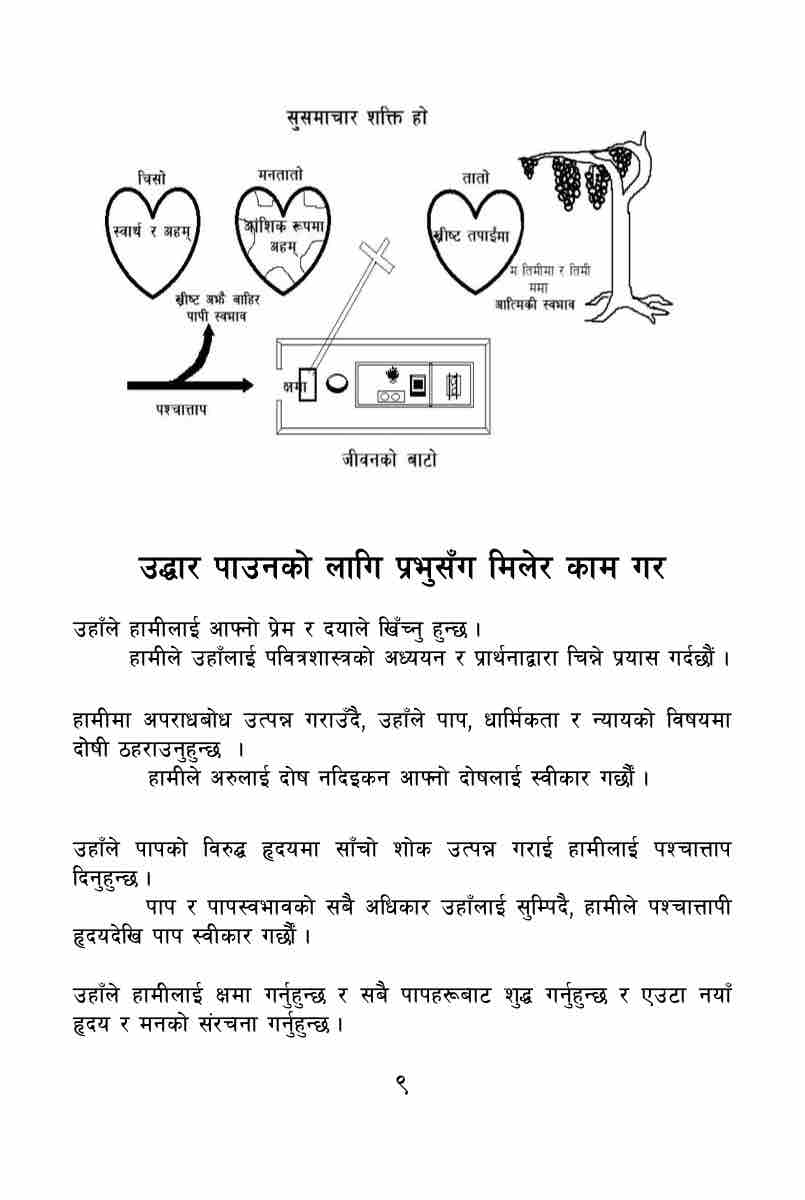 सुसमाचार शक्ति हो
चिसो
मनतातो
तातो
स्वार्थ र अहम्
आंशिक रूपमा
अहम्
ख्रीष्ट तपाईंमा
म तिमीमा र तिमी
ममा
आत्मिकी स्वभाव
ख्रीष्ट अझै बाहिर
पापी स्वभाव
पश्चात्ताप
क्षमा
जीवनको बाटो
उद्धार पाउनको लागि प्रभुसँग मिलेर काम गर
उहाँले हामीलाई आफ्नो प्रेम र दयाले खिँच्नु हुन्छ ।
हामीले उहाँलाई पवित्रशास्त्रको अध्ययन र प्रार्थनाद्वारा चिन्ने प्रयास गर्दछौं ।
हामीमा अपराधबोध उत्पन्न गराउँदै, उहाँले पाप, धार्मिकता र न्यायको विषयमा
दोषी ठहराउनुहुन्छ ।
हामीले अरुलाई दोष नदिइकन आफ्नो दोषलाई स्वीकार गर्छौं ।
उहाँले पापको विरुद्ध हृदयमा साँचो शोक उत्पन्न गराई हामीलाई पश्चात्ताप
दिनुहुन्छ ।
पाप र पापस्वभावको सबै अधिकार उहाँलाई सुम्पिदै, हामीले पश्चात्तापी
हृदयदेखि पाप स्वीकार गर्छौं ।
उहाँले हामीलाई क्षमा गर्नुहुन्छ र सबै पापहरूबाट शुद्ध गर्नुहुन्छ र एउटा नयाँ
हृदय र मनको संरचना गर्नुहुन्छ ।
९